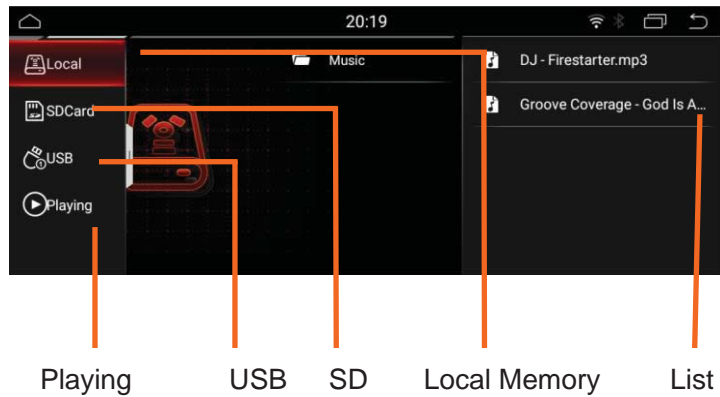 20:19
Local
Music
DJ - Firestarter.mp3
SDCard
Groove Coverage - God Is A...
USB
Playing
Playing USB SD Local Memory List